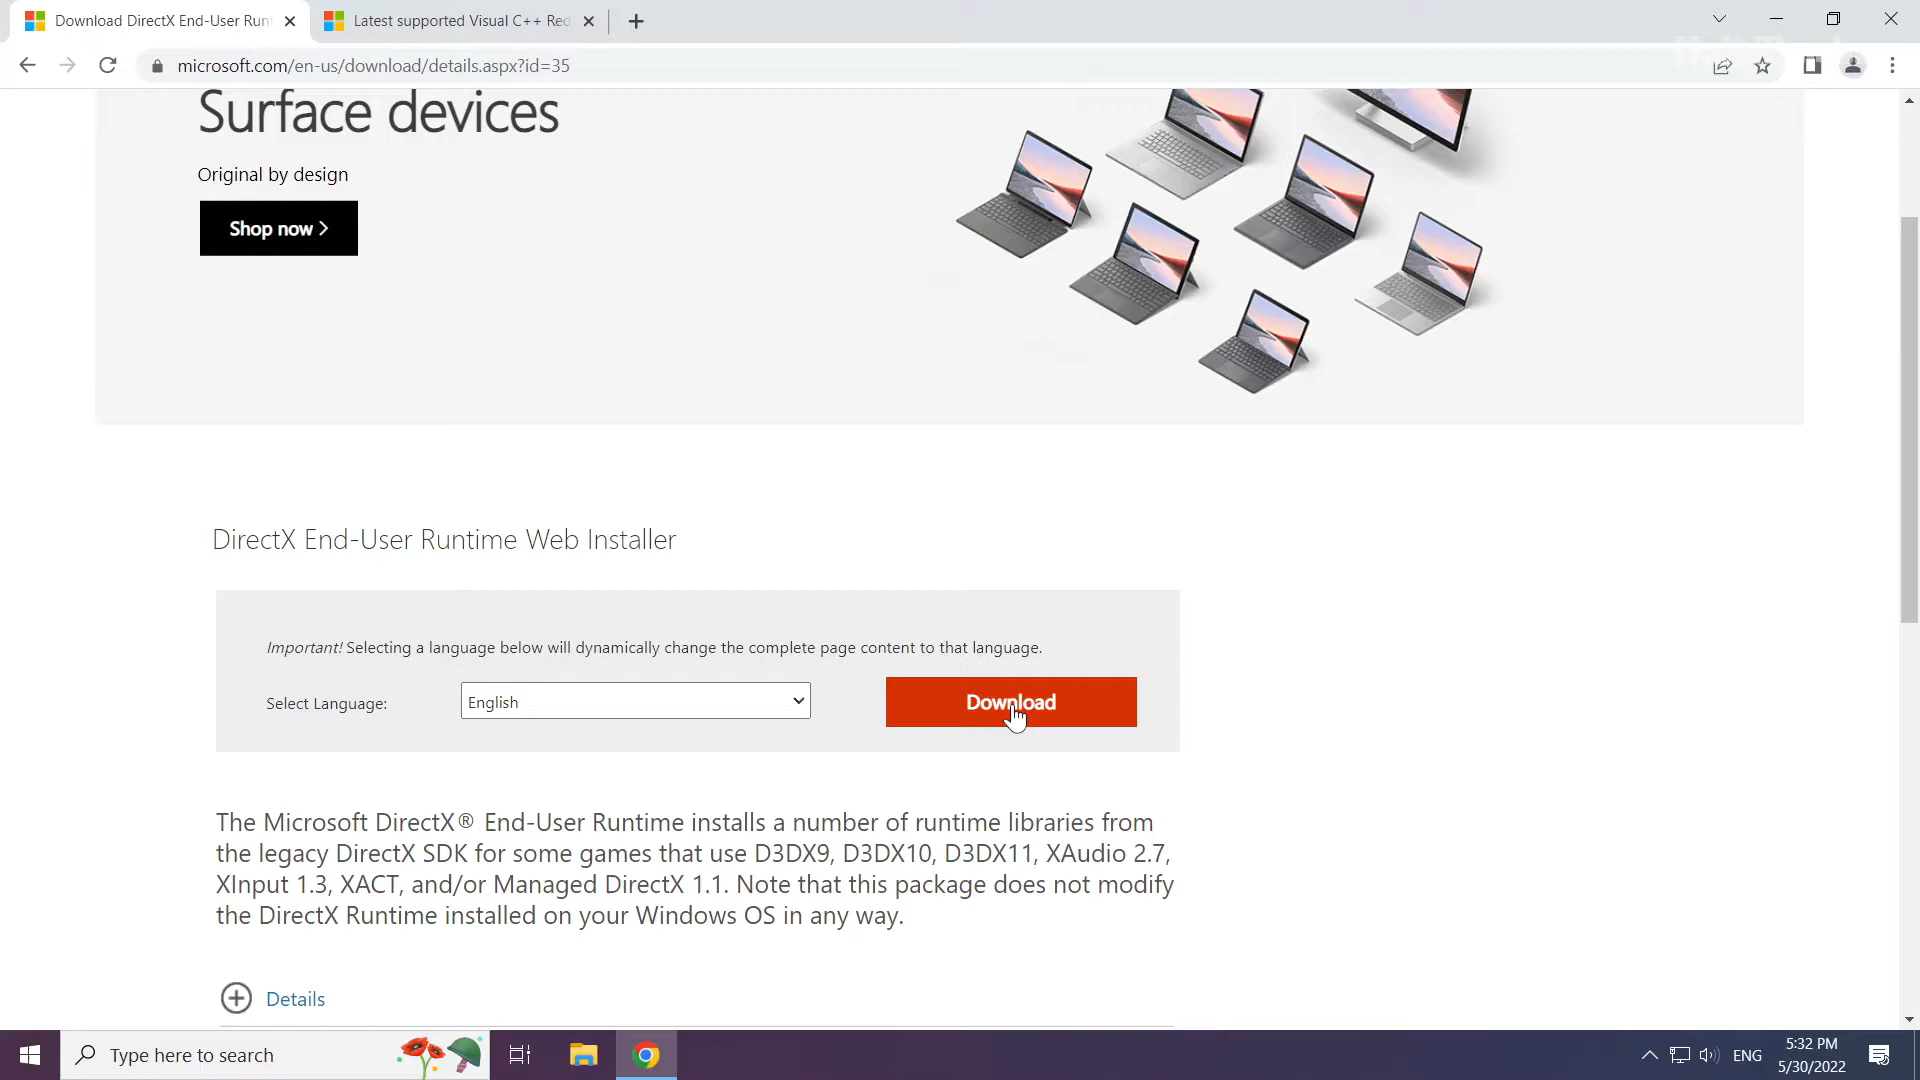 Download DirectX End-User Runt
Latest supported Visual C++ Red
microsoft.com/en-us/download/details.aspx?id=35
Surface devices
Original by design
Shop now
DirectX End-User Runtime Web Installer
Important! Selecting a language below will dynamically change the complete page content to that language.
Select Language:
English
Download
The Microsoft DirectX® End-User Runtime installs a number of runtime libraries from
the legacy DirectX SDK for some games that use D3DX9, D3DX10, D3DX11, XAudio 2.7,
XInput 1.3, XACT, and/or Managed DirectX 1.1. Note that this package does not modify
the DirectX Runtime installed on your Windows OS in any way.
Details
Type here to search
ENG
5:32 PM
5/30/2022